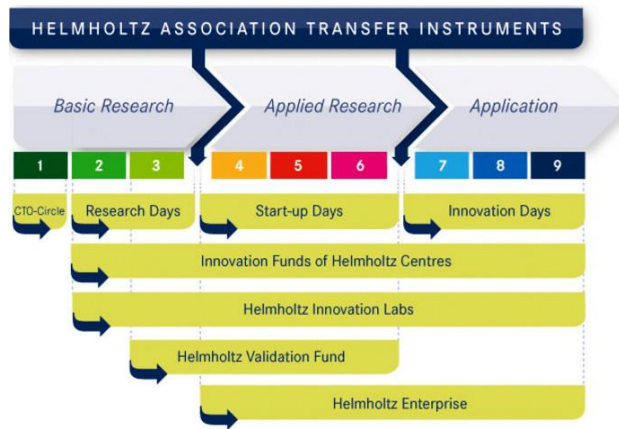 HELMHOLTZ ASSOCIATION TRANSFER INSTRUMENTS
Basic Research Applied Research Application
1 2 3 4 5 6 7 8 9
CTO-Circle Research Days Start-up Days Innovation Days
Innovation Funds of Helmholtz Centres
Helmholtz Innovation Labs
Helmholtz Validation Fund
Helmholtz Enterprise